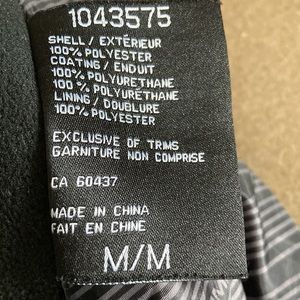 1043575
SHELL / EXTÉRIEUR
100% POLYESTER
COATING / ENDUIT
100% POLYURETHANE
100 % POLYURÉTHANE
LINING / DOUBLURE
100% POLYESTER
EXCLUSIVE OF TRIMS
GARNITURE NON COMPRISE
CA 60437
MADE IN CHINA
FAIT EN CHINE
M/M